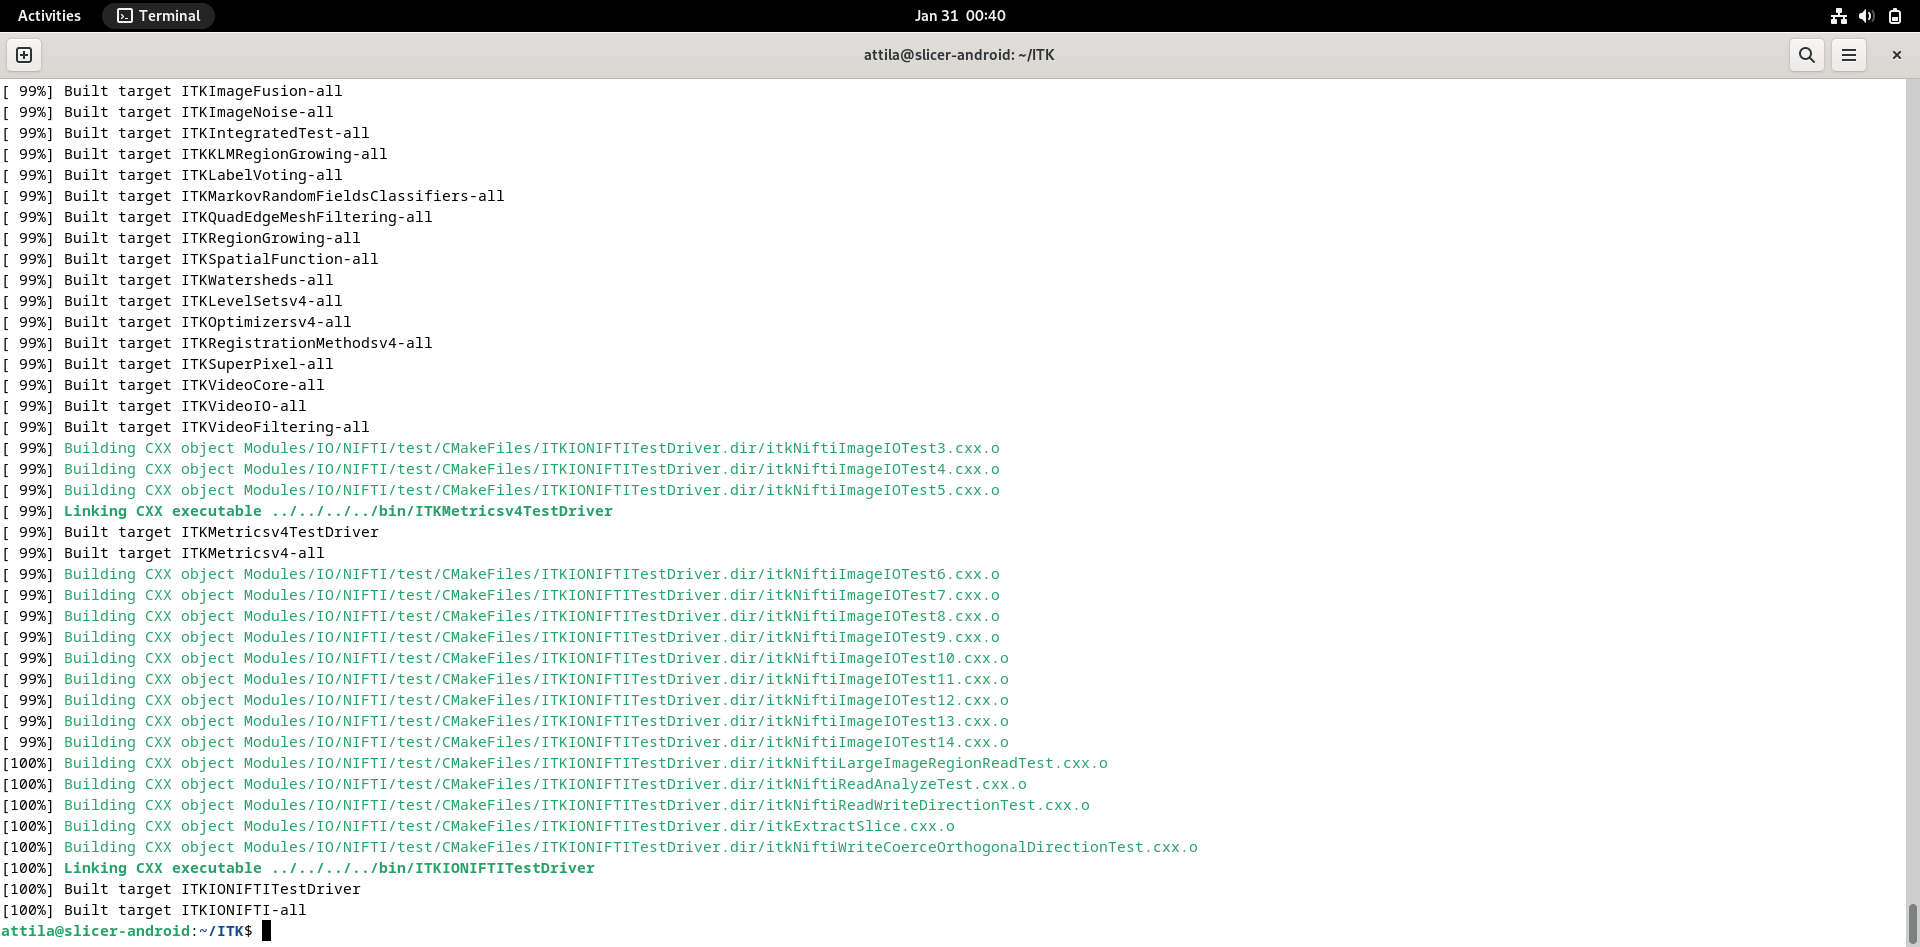 Activities Terminal Jan 31 00:40
attila@slicer-android: ~/ITK
[ 99%] Built target ITKImageFusion-all
[ 99%] Built target ITKImageNoise-all
[ 99%] Built target ITKIntegratedTest-all
[ 99%] Built target ITKKLMRegionGrowing-all
[ 99%] Built target ITKLabelVoting-all
[ 99%] Built target ITKMarkovRandomFieldsClassifiers-all
[ 99%] Built target ITKQuadEdgeMeshFiltering-all
[ 99%] Built target ITKRegionGrowing-all
[ 99%] Built target ITKSpatialFunction-all
[ 99%] Built target ITKWatersheds-all
[ 99%] Built target ITKLevelSetsv4-all
[ 99%] Built target ITKOptimizersv4-all
[ 99%] Built target ITKRegistrationMethodsv4-all
[ 99%] Built target ITKSuperPixel-all
[ 99%] Built target ITKVideoCore-all
[ 99%] Built target ITKVideoIO-all
[ 99%] Built target ITKVideoFiltering-all
[ 99%] Building CXX object Modules/IO/NIFTI/test/CMakeFiles/ITKIONIFTITestDriver.dir/itkNiftiImageIOTest3.cxx.o
[ 99%] Building CXX object Modules/IO/NIFTI/test/CMakeFiles/ITKIONIFTITestDriver.dir/itkNiftiImageIOTest4.cxx.o
[ 99%] Building CXX object Modules/IO/NIFTI/test/CMakeFiles/ITKIONIFTITestDriver.dir/itkNiftiImageIOTest5.cxx.o
[ 99%] Linking CXX executable ../../../../bin/ITKMetricsv4TestDriver
[ 99%] Built target ITKMetricsv4TestDriver
[ 99%] Built target ITKMetricsv4-all
[ 99%] Building CXX object Modules/IO/NIFTI/test/CMakeFiles/ITKIONIFTITestDriver.dir/itkNiftiImageIOTest6.cxx.o
[ 99%] Building CXX object Modules/IO/NIFTI/test/CMakeFiles/ITKIONIFTITestDriver.dir/itkNiftiImageIOTest7.cxx.o
[ 99%] Building CXX object Modules/IO/NIFTI/test/CMakeFiles/ITKIONIFTITestDriver.dir/itkNiftiImageIOTest8.cxx.o
[ 99%] Building CXX object Modules/IO/NIFTI/test/CMakeFiles/ITKIONIFTITestDriver.dir/itkNiftiImageIOTest9.cxx.o
[ 99%] Building CXX object Modules/IO/NIFTI/test/CMakeFiles/ITKIONIFTITestDriver.dir/itkNiftiImageIOTest10.cxx.o
[ 99%] Building CXX object Modules/IO/NIFTI/test/CMakeFiles/ITKIONIFTITestDriver.dir/itkNiftiImageIOTest11.cxx.o
[ 99%] Building CXX object Modules/IO/NIFTI/test/CMakeFiles/ITKIONIFTITestDriver.dir/itkNiftiImageIOTest12.cxx.o
[ 99%] Building CXX object Modules/IO/NIFTI/test/CMakeFiles/ITKIONIFTITestDriver.dir/itkNiftiImageIOTest13.cxx.o
[ 99%] Building CXX object Modules/IO/NIFTI/test/CMakeFiles/ITKIONIFTITestDriver.dir/itkNiftiImageIOTest14.cxx.o
[100%] Building CXX object Modules/IO/NIFTI/test/CMakeFiles/ITKIONIFTITestDriver.dir/itkNiftiLargeImageRegionReadTest.cxx.o
[100%] Building CXX object Modules/IO/NIFTI/test/CMakeFiles/ITKIONIFTITestDriver.dir/itkNiftiReadAnalyzeTest.cxx.o
[100%] Building CXX object Modules/IO/NIFTI/test/CMakeFiles/ITKIONIFTITestDriver.dir/itkNiftiReadWriteDirectionTest.cxx.o
[100%] Building CXX object Modules/IO/NIFTI/test/CMakeFiles/ITKIONIFTITestDriver.dir/itkExtractSlice.cxx.o
[100%] Building CXX object Modules/IO/NIFTI/test/CMakeFiles/ITKIONIFTITestDriver.dir/itkNiftiWriteCoerceOrthogonalDirectionTest.cxx.o
[100%] Linking CXX executable ../../../../bin/ITKIONIFTITestDriver
[100%] Built target ITKIONIFTITestDriver
[100%] Built target ITKIONIFTI-all
attila@slicer-android:~/ITK$